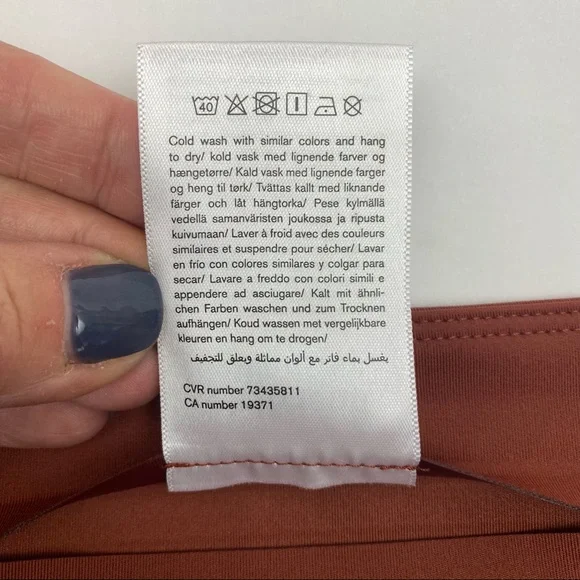 40
Cold wash with similar colors and hang
to dry/ kold vask med lignende farver og
hængetørre/ Kald vask med lignende farger
og heng til tørk/ Tvättas kallt med liknande
färger och låt hängtorka/ Pese kylmällä
vedellä samanväristen joukossa ja ripusta
kuivumaan/ Laver à froid avec des couleurs
similaires et suspendre pour sécher/ Lavar
en frío con colores similares y colgar para
secar/ Lavare a freddo con colori simili e
appendere ad asciugare/ Kalt mit ähnli-
chen Farben waschen und zum Trocknen
aufhängen/ Koud wassen met vergelijkbare
kleuren en hang om te drogen/
يغسل بماء فاتر مع ألوان مماثلة ويعلق للتجفيف
CVR number 73435811
CA number 19371